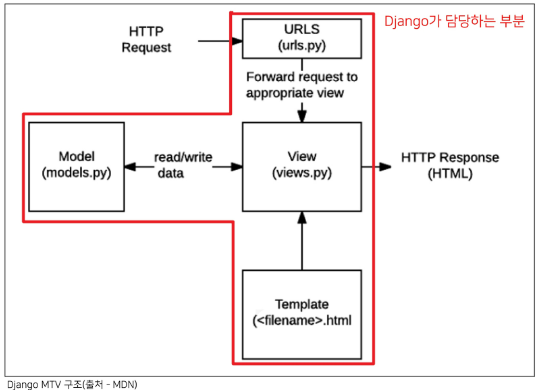 Django가 담당하는 부분
HTTP
Request
URLS
(urls.py)
Forward request to
appropriate view
Model
(models.py)
read/write
data
View
(views.py)
HTTP Response
(HTML)
Template
(<filename>.html
Django MTV 구조(출처 - MDN)